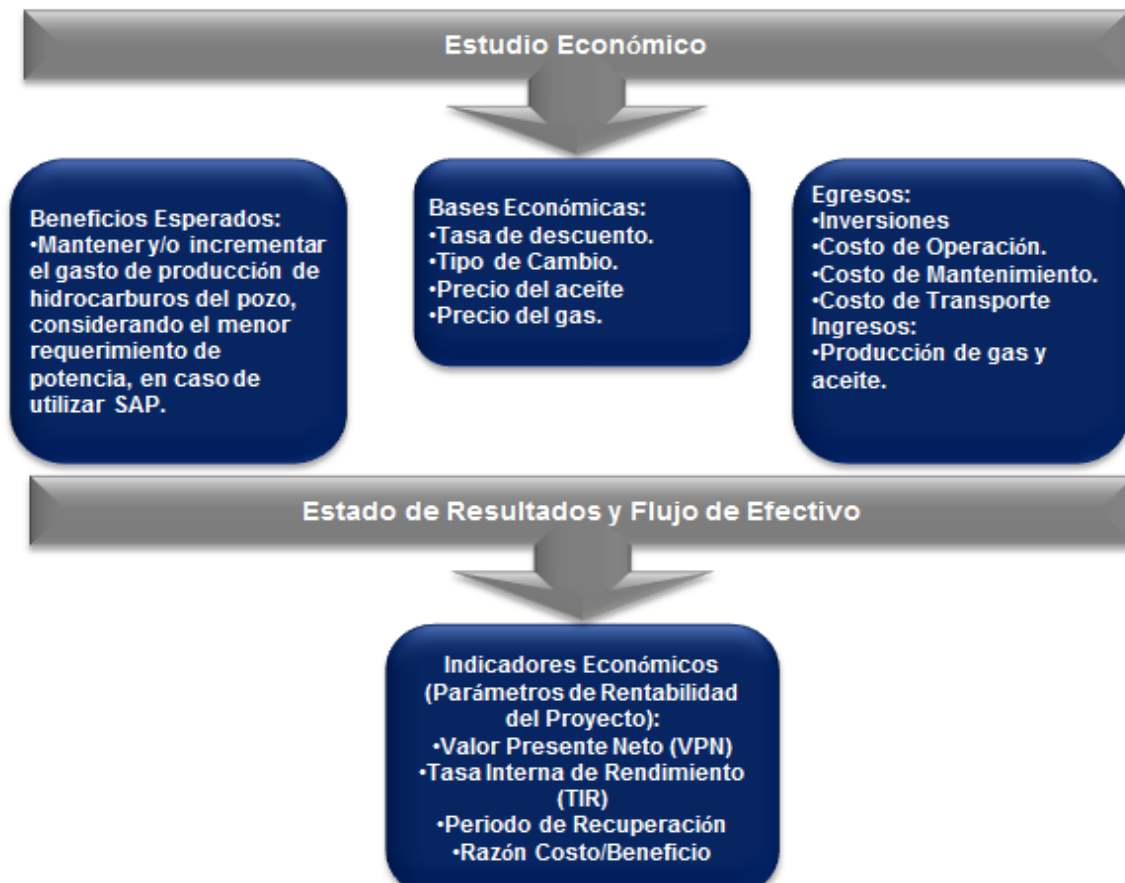 Estudio Económico
Beneficios Esperados:
•Mantener y/o incrementar
el gasto de producción de
hidrocarburos del pozo,
considerando el menor
requerimiento de
potencia, en caso de
utilizar SAP.
Bases Económicas:
•Tasa de descuento.
•Tipo de Cambio.
•Precio del aceite
•Precio del gas.
Egresos:
•Inversiones
•Costo de Operación.
•Costo de Mantenimiento.
•Costo de Transporte
Ingresos:
•Producción de gas y
aceite.
Estado de Resultados y Flujo de Efectivo
Indicadores Económicos
(Parámetros de Rentabilidad
del Proyecto):
•Valor Presente Neto (VPN)
•Tasa Interna de Rendimiento
(TIR)
•Periodo de Recuperación
•Razón Costo/Beneficio